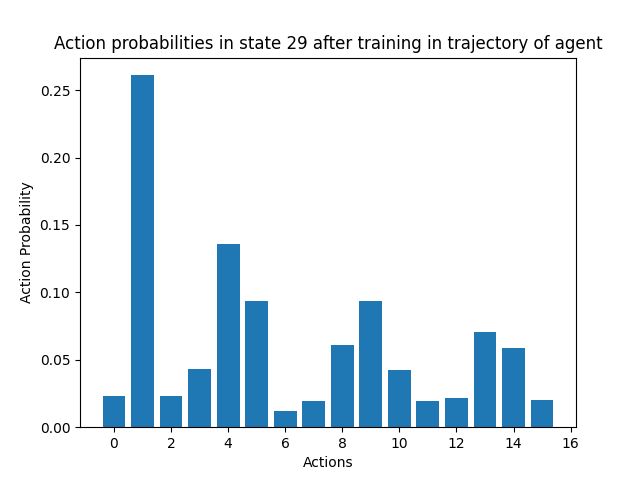 Action probabilities in state 29 after training in trajectory of agent
Action Probability
0.25
0.20
0.15
0.10
0.05
0.00
0 2 4 6 8 10 12 14 16
Actions